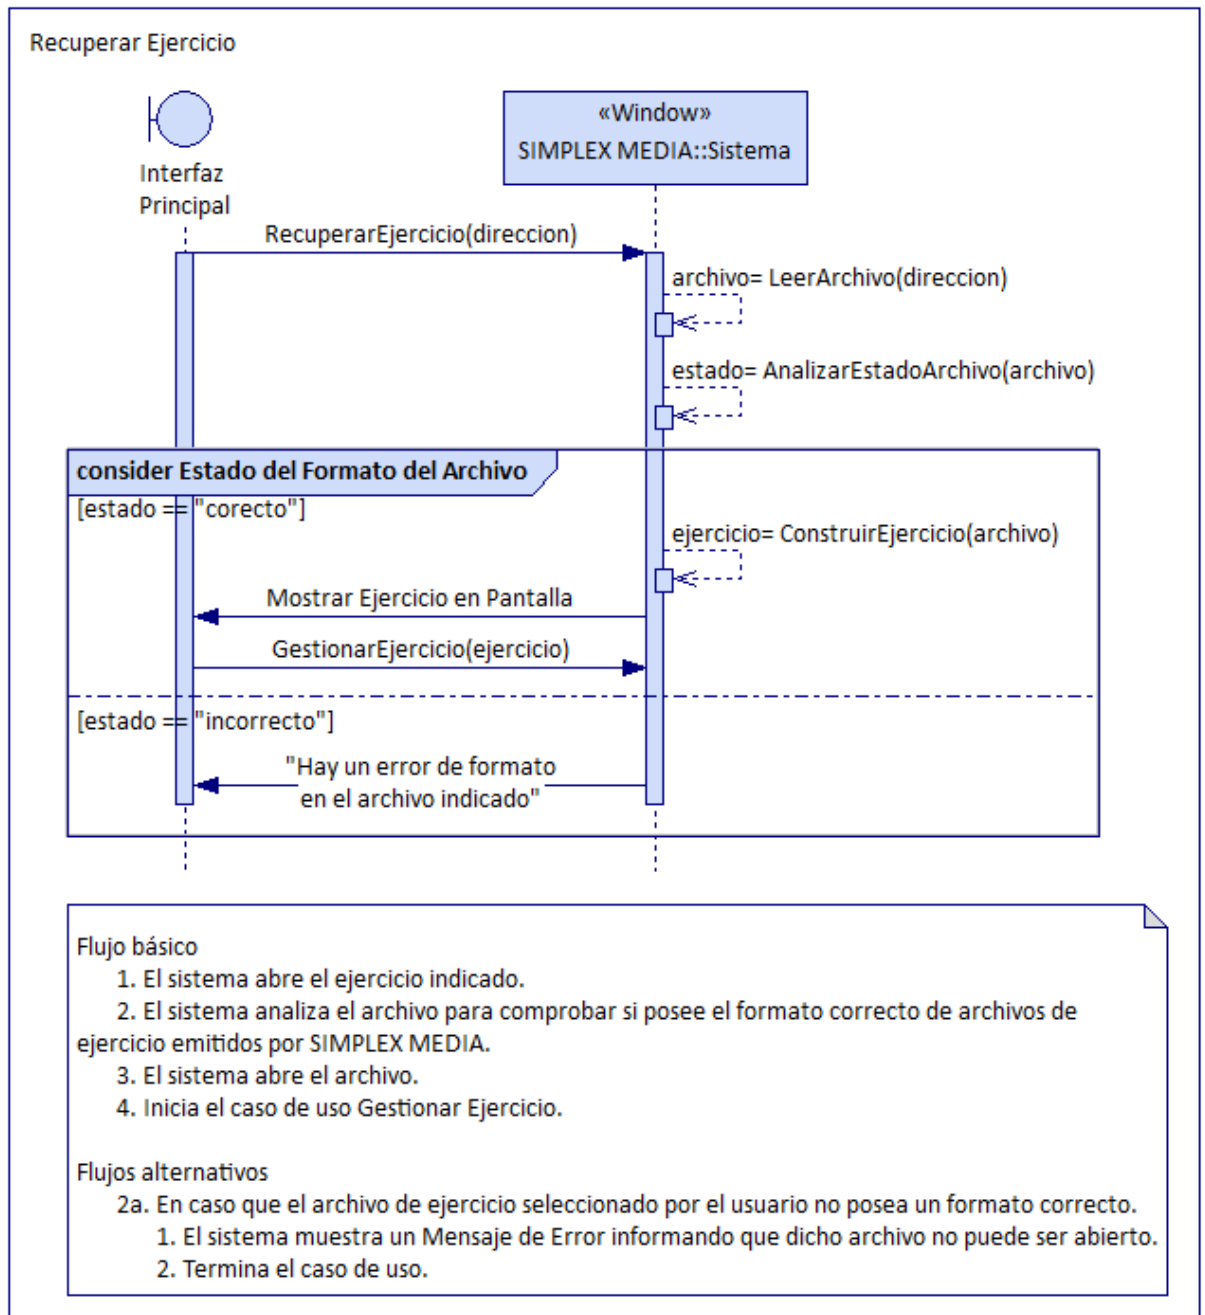 Recuperar Ejercicio
«Window»
SIMPLEX MEDIA::Sistema
Interfaz
Principal
RecuperarEjercicio(direccion)
archivo= LeerArchivo(direccion)
estado= AnalizarEstadoArchivo(archivo)
consider Estado del Formato del Archivo
[estado == "corecto"]
ejercicio= ConstruirEjercicio(archivo)
Mostrar Ejercicio en Pantalla
GestionarEjercicio(ejercicio)
[estado == "incorrecto"]
"Hay un error de formato
en el archivo indicado"
Flujo básico
1. El sistema abre el ejercicio indicado.
2. El sistema analiza el archivo para comprobar si posee el formato correcto de archivos de
ejercicio emitidos por SIMPLEX MEDIA.
3. El sistema abre el archivo.
4. Inicia el caso de uso Gestionar Ejercicio.
Flujos alternativos
2a. En caso que el archivo de ejercicio seleccionado por el usuario no posea un formato correcto.
1. El sistema muestra un Mensaje de Error informando que dicho archivo no puede ser abierto.
2. Termina el caso de uso.